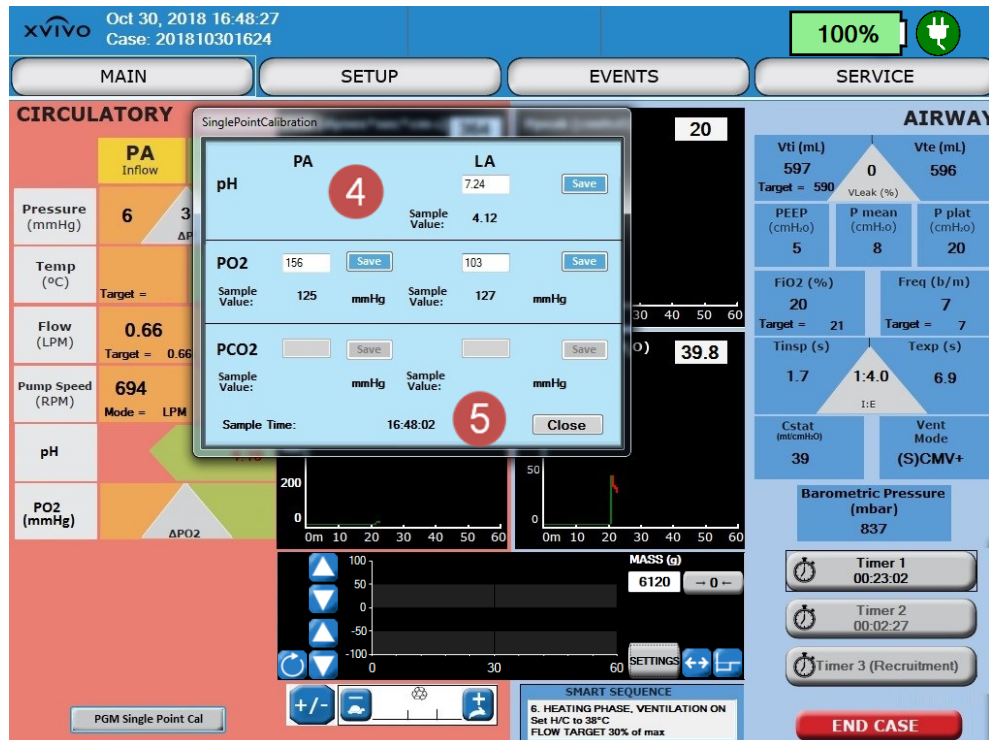 XVIVO
Oct 30, 2018 16:48:27
Case: 201810301624
100%
MAIN
SETUP
EVENTS
SERVICE
CIRCULATORY
PA
Inflow
Pressure
(mmHg)
6
3
ΔP
Temp
(°C)
Target =
Flow
(LPM)
0.66
Target = 0.66
Pump Speed
(RPM)
694
Mode = LPM
pH
PO2
(mmHg)
ΔPO2
PGM Single Point Cal
SinglePointCalibration
PA
LA
pH
4
7.24
Save
Sample
Value:
4.12
PO2
156
Save
103
Save
Sample
Value:
125
mmHg
Sample
Value:
127
mmHg
PCO2
Save
Save
Sample
Value:
mmHg
Sample
Value:
mmHg
Sample Time:
16:48:02
5
Close
20
30 40 50 60
39.8
200
0
0m 10 20 30 40 50 60
50
0
0m 10 20 30 40 50 60
100
50
0
-50
-100
0 30 60
MASS (g)
6120
→ 0 ←
SETTINGS
+/-
SMART SEQUENCE
6. HEATING PHASE, VENTILATION ON
Set H/C to 38°C
FLOW TARGET 30% of max
AIRWAY
Vti (mL)
597
Target = 590
0
VLeak (%)
Vte (mL)
596
PEEP
(cmH₂o)
5
P mean
(cmH₂o)
8
P plat
(cmH₂o)
20
FiO2 (%)
20
Target = 21
Freq (b/m)
7
Target = 7
Tinsp (s)
1.7
1:4.0
I:E
Texp (s)
6.9
Cstat
(ml/cmH₂O)
39
Vent
Mode
(S)CMV+
Barometric Pressure
(mbar)
837
Timer 1
00:23:02
Timer 2
00:02:27
Timer 3 (Recruitment)
END CASE